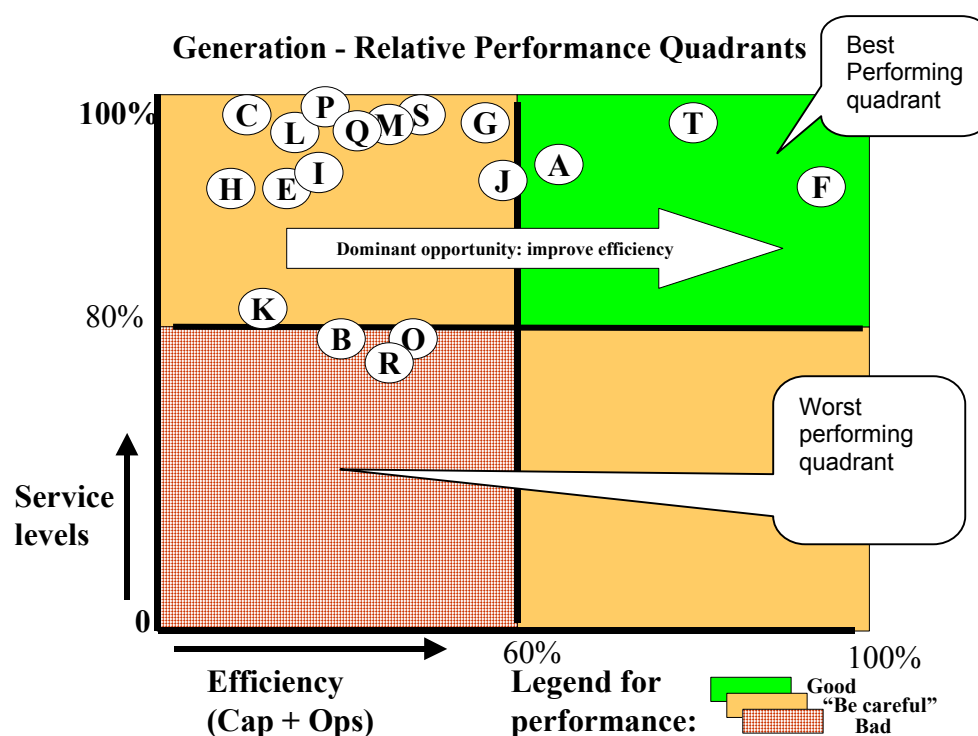 Generation - Relative Performance Quadrants
Best
Performing
quadrant
100%
C
P
S
L
Q
M
G
T
I
J
A
H
E
F
Dominant opportunity: improve efficiency
K
80%
B
O
R
Worst
performing
quadrant
Service
levels
0
60%
100%
Efficiency
(Cap + Ops)
Legend for
performance:
Good
“Be careful”
Bad